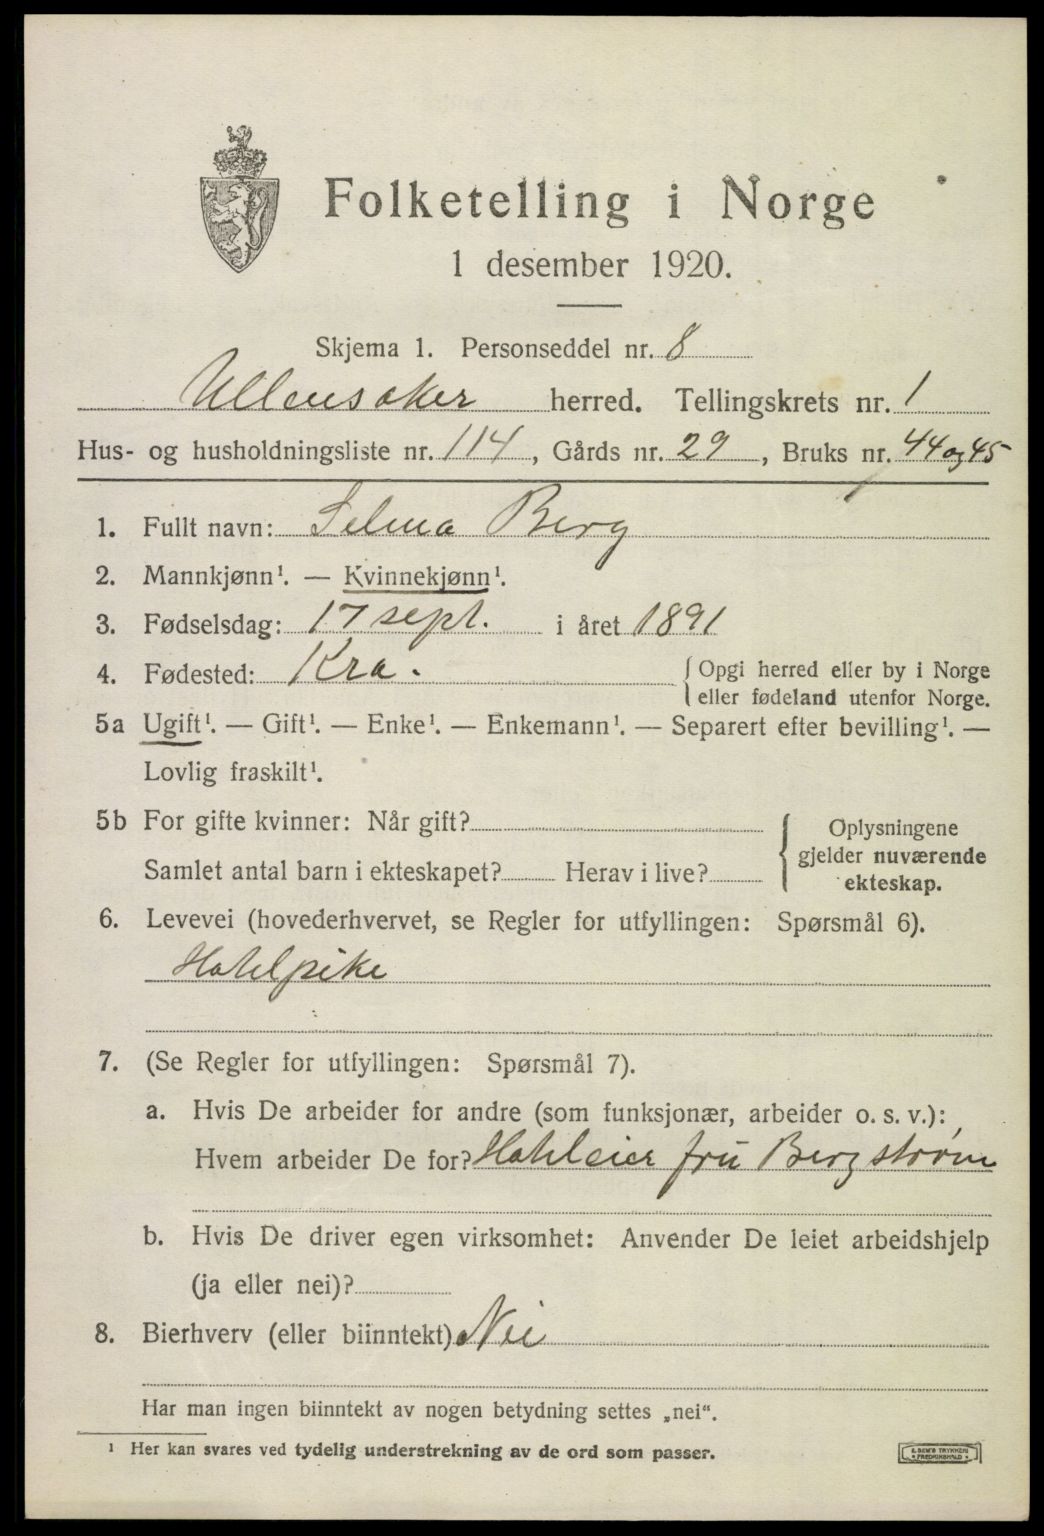 Folketelling i Norge
1 desember 1920.
Skjema 1. Personseddel nr. 8
Ullensaker herred. Tellingskrets nr. 1
Hus- og husholdningsliste nr. 114, Gårds nr. 29, Bruks nr. 44 og 45
1. Fullt navn: Selma Berg
2. Mannkjønn¹. — Kvinnekjønn¹.
3. Fødselsdag: 17 sept. i året 1891
4. Fødested: Kra. { Opgi herred eller by i Norge
eller fødeland utenfor Norge.
5a Ugift¹. — Gift¹. — Enke¹. — Enkemann¹. — Separert efter bevilling¹. —
Lovlig fraskilt¹.
5b For gifte kvinner: Når gift? { Oplysningene
gjelder nuværende
Samlet antal barn i ekteskapet? Herav i live?
ekteskap.
6. Levevei (hovederhvervet, se Regler for utfyllingen: Spørsmål 6).
Hotelpike
7. (Se Regler for utfyllingen: Spørsmål 7).
a. Hvis De arbeider for andre (som funksjonær, arbeider o. s. v.):
Hvem arbeider De for? Hoteleier fru Bergstrøm
b. Hvis De driver egen virksomhet: Anvender De leiet arbeidshjelp
(ja eller nei)?
8. Bierhverv (eller biinntekt) Nei
Har man ingen biinntekt av nogen betydning settes „nei“.
¹ Her kan svares ved tydelig understrekning av de ord som passer.
E. SEM'S TRYKKERI
• FREDRIKSHALD •